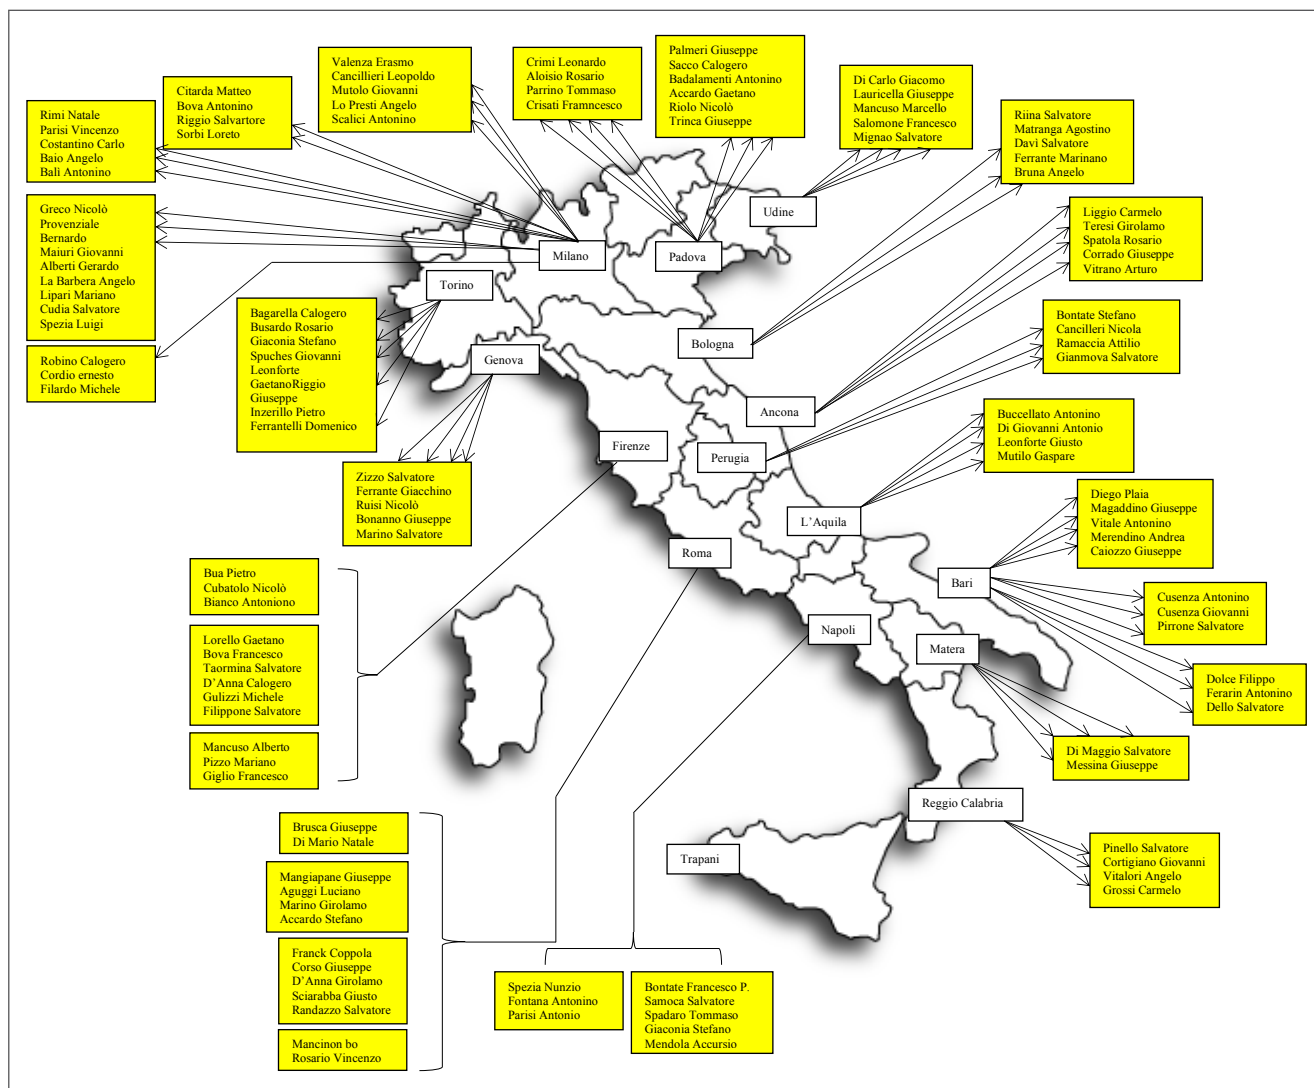 Valenza Erasmo
Cancillieri Leopoldo
Mutolo Giovanni
Lo Presti Angelo
Scalici Antonino
Crimi Leonardo
Aloisio Rosario
Parrino Tommaso
Crisati Framncesco
Palmeri Giuseppe
Sacco Calogero
Badalamenti Antonino
Accardo Gaetano
Riolo Nicolò
Trinca Giuseppe
Di Carlo Giacomo
Lauricella Giuseppe
Mancuso Marcello
Salomone Francesco
Mignao Salvatore
Citarda Matteo
Bova Antonino
Riggio Salvartore
Sorbi Loreto
Rimi Natale
Parisi Vincenzo
Costantino Carlo
Baio Angelo
Balì Antonino
Riina Salvatore
Matranga Agostino
Davì Salvatore
Ferrante Marinano
Bruna Angelo
Greco Nicolò
Provenziale
Bernardo
Maiuri Giovanni
Alberti Gerardo
La Barbera Angelo
Lipari Mariano
Cudia Salvatore
Spezia Luigi
Udine
Milano
Padova
Liggio Carmelo
Teresi Girolamo
Spatola Rosario
Corrado Giuseppe
Vitrano Arturo
Torino
Bagarella Calogero
Busardo Rosario
Giaconia Stefano
Spuches Giovanni
Leonforte
GaetanoRiggio
Giuseppe
Inzerillo Pietro
Ferrantelli Domenico
Bontate Stefano
Cancilleri Nicola
Ramaccia Attilio
Gianmova Salvatore
Robino Calogero
Cordio ernesto
Filardo Michele
Genova
Bologna
Ancona
Buccellato Antonino
Di Giovanni Antonio
Leonforte Giusto
Mutilo Gaspare
Firenze
Perugia
Zizzo Salvatore
Ferrante Giacchino
Ruisi Nicolò
Bonanno Giuseppe
Marino Salvatore
L'Aquila
Diego Plaia
Magaddino Giuseppe
Vitale Antonino
Merendino Andrea
Caiozzo Giuseppe
Roma
Bua Pietro
Cubatolo Nicolò
Bianco Antoniono
Bari
Cusenza Antonino
Cusenza Giovanni
Pirrone Salvatore
Napoli
Matera
Lorello Gaetano
Bova Francesco
Taormina Salvatore
D'Anna Calogero
Gulizzi Michele
Filippone Salvatore
Dolce Filippo
Ferarin Antonino
Dello Salvatore
Mancuso Alberto
Pizzo Mariano
Giglio Francesco
Di Maggio Salvatore
Messina Giuseppe
Reggio Calabria
Brusca Giuseppe
Di Mario Natale
Trapani
Pinello Salvatore
Cortigiano Giovanni
Vitalori Angelo
Grossi Carmelo
Mangiapane Giuseppe
Aguggi Luciano
Marino Girolamo
Accardo Stefano
Franck Coppola
Corso Giuseppe
D'Anna Girolamo
Sciarabba Giusto
Randazzo Salvatore
Spezia Nunzio
Fontana Antonino
Parisi Antonio
Bontate Francesco P.
Samoca Salvatore
Spadaro Tommaso
Giaconia Stefano
Mendola Accursio
Mancinon bo
Rosario Vincenzo